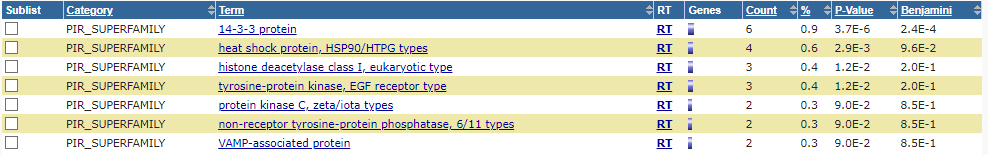 Sublist Category Term RT Genes Count % P-Value Benjamini
PIR_SUPERFAMILY 14-3-3 protein RT 6 0.9 3.7E-6 2.4E-4
PIR_SUPERFAMILY heat shock protein, HSP90/HTPG types RT 4 0.6 2.9E-3 9.6E-2
PIR_SUPERFAMILY histone deacetylase class I, eukaryotic type RT 3 0.4 1.2E-2 2.0E-1
PIR_SUPERFAMILY tyrosine-protein kinase, EGF receptor type RT 3 0.4 1.2E-2 2.0E-1
PIR_SUPERFAMILY protein kinase C, zeta/iota types RT 2 0.3 9.0E-2 8.5E-1
PIR_SUPERFAMILY non-receptor tyrosine-protein phosphatase, 6/11 types RT 2 0.3 9.0E-2 8.5E-1
PIR_SUPERFAMILY VAMP-associated protein RT 2 0.3 9.0E-2 8.5E-1